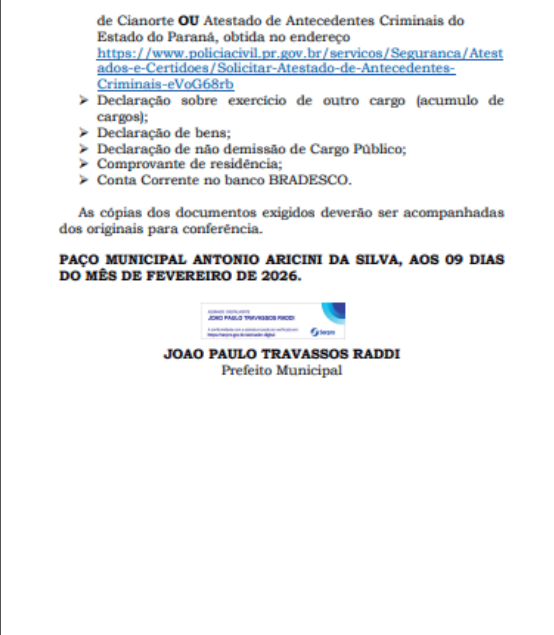 de Cianorte OU Atestado de Antecedentes Criminais do
Estado do Paraná, obtida no endereço
https://www.policiacivil.pr.gov.br/servicos/Seguranca/Atest
ados-e-Certidoes/Solicitar-Atestado-de-Antecedentes-
Criminais-eVoG68rb
➢ Declaração sobre exercício de outro cargo (acumulo de
cargos);
➢ Declaração de bens;
➢ Declaração de não demissão de Cargo Público;
➢ Comprovante de residência;
➢ Conta Corrente no banco BRADESCO.
As cópias dos documentos exigidos deverão ser acompanhadas
dos originais para conferência.
PAÇO MUNICIPAL ANTONIO ARICINI DA SILVA, AOS 09 DIAS
DO MÊS DE FEVEREIRO DE 2026.
JOAO PAULO TRAVASSOS RADDI
JOAO PAULO TRAVASSOS RADDI
Prefeito Municipal